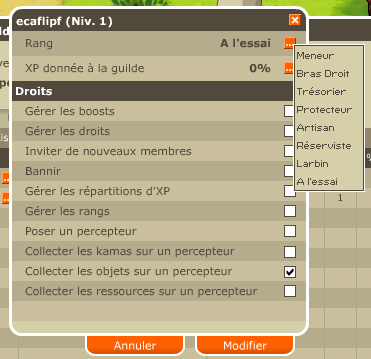 ecaflipf (Niv. 1)
Rang A l'essai ...
XP donnée à la guilde 0% ...
Meneur
Bras Droit
Trésorier
Protecteur
Artisan
Réserviste
Larbin
A l'essai
Droits
Gérer les boosts
Gérer les droits
Inviter de nouveaux membres
Bannir
Gérer les répartitions d'XP
Gérer les rangs
Poser un percepteur
Collecter les kamas sur un percepteur
Collecter les objets sur un percepteur
Collecter les ressources sur un percepteur
1
Annuler Modifier